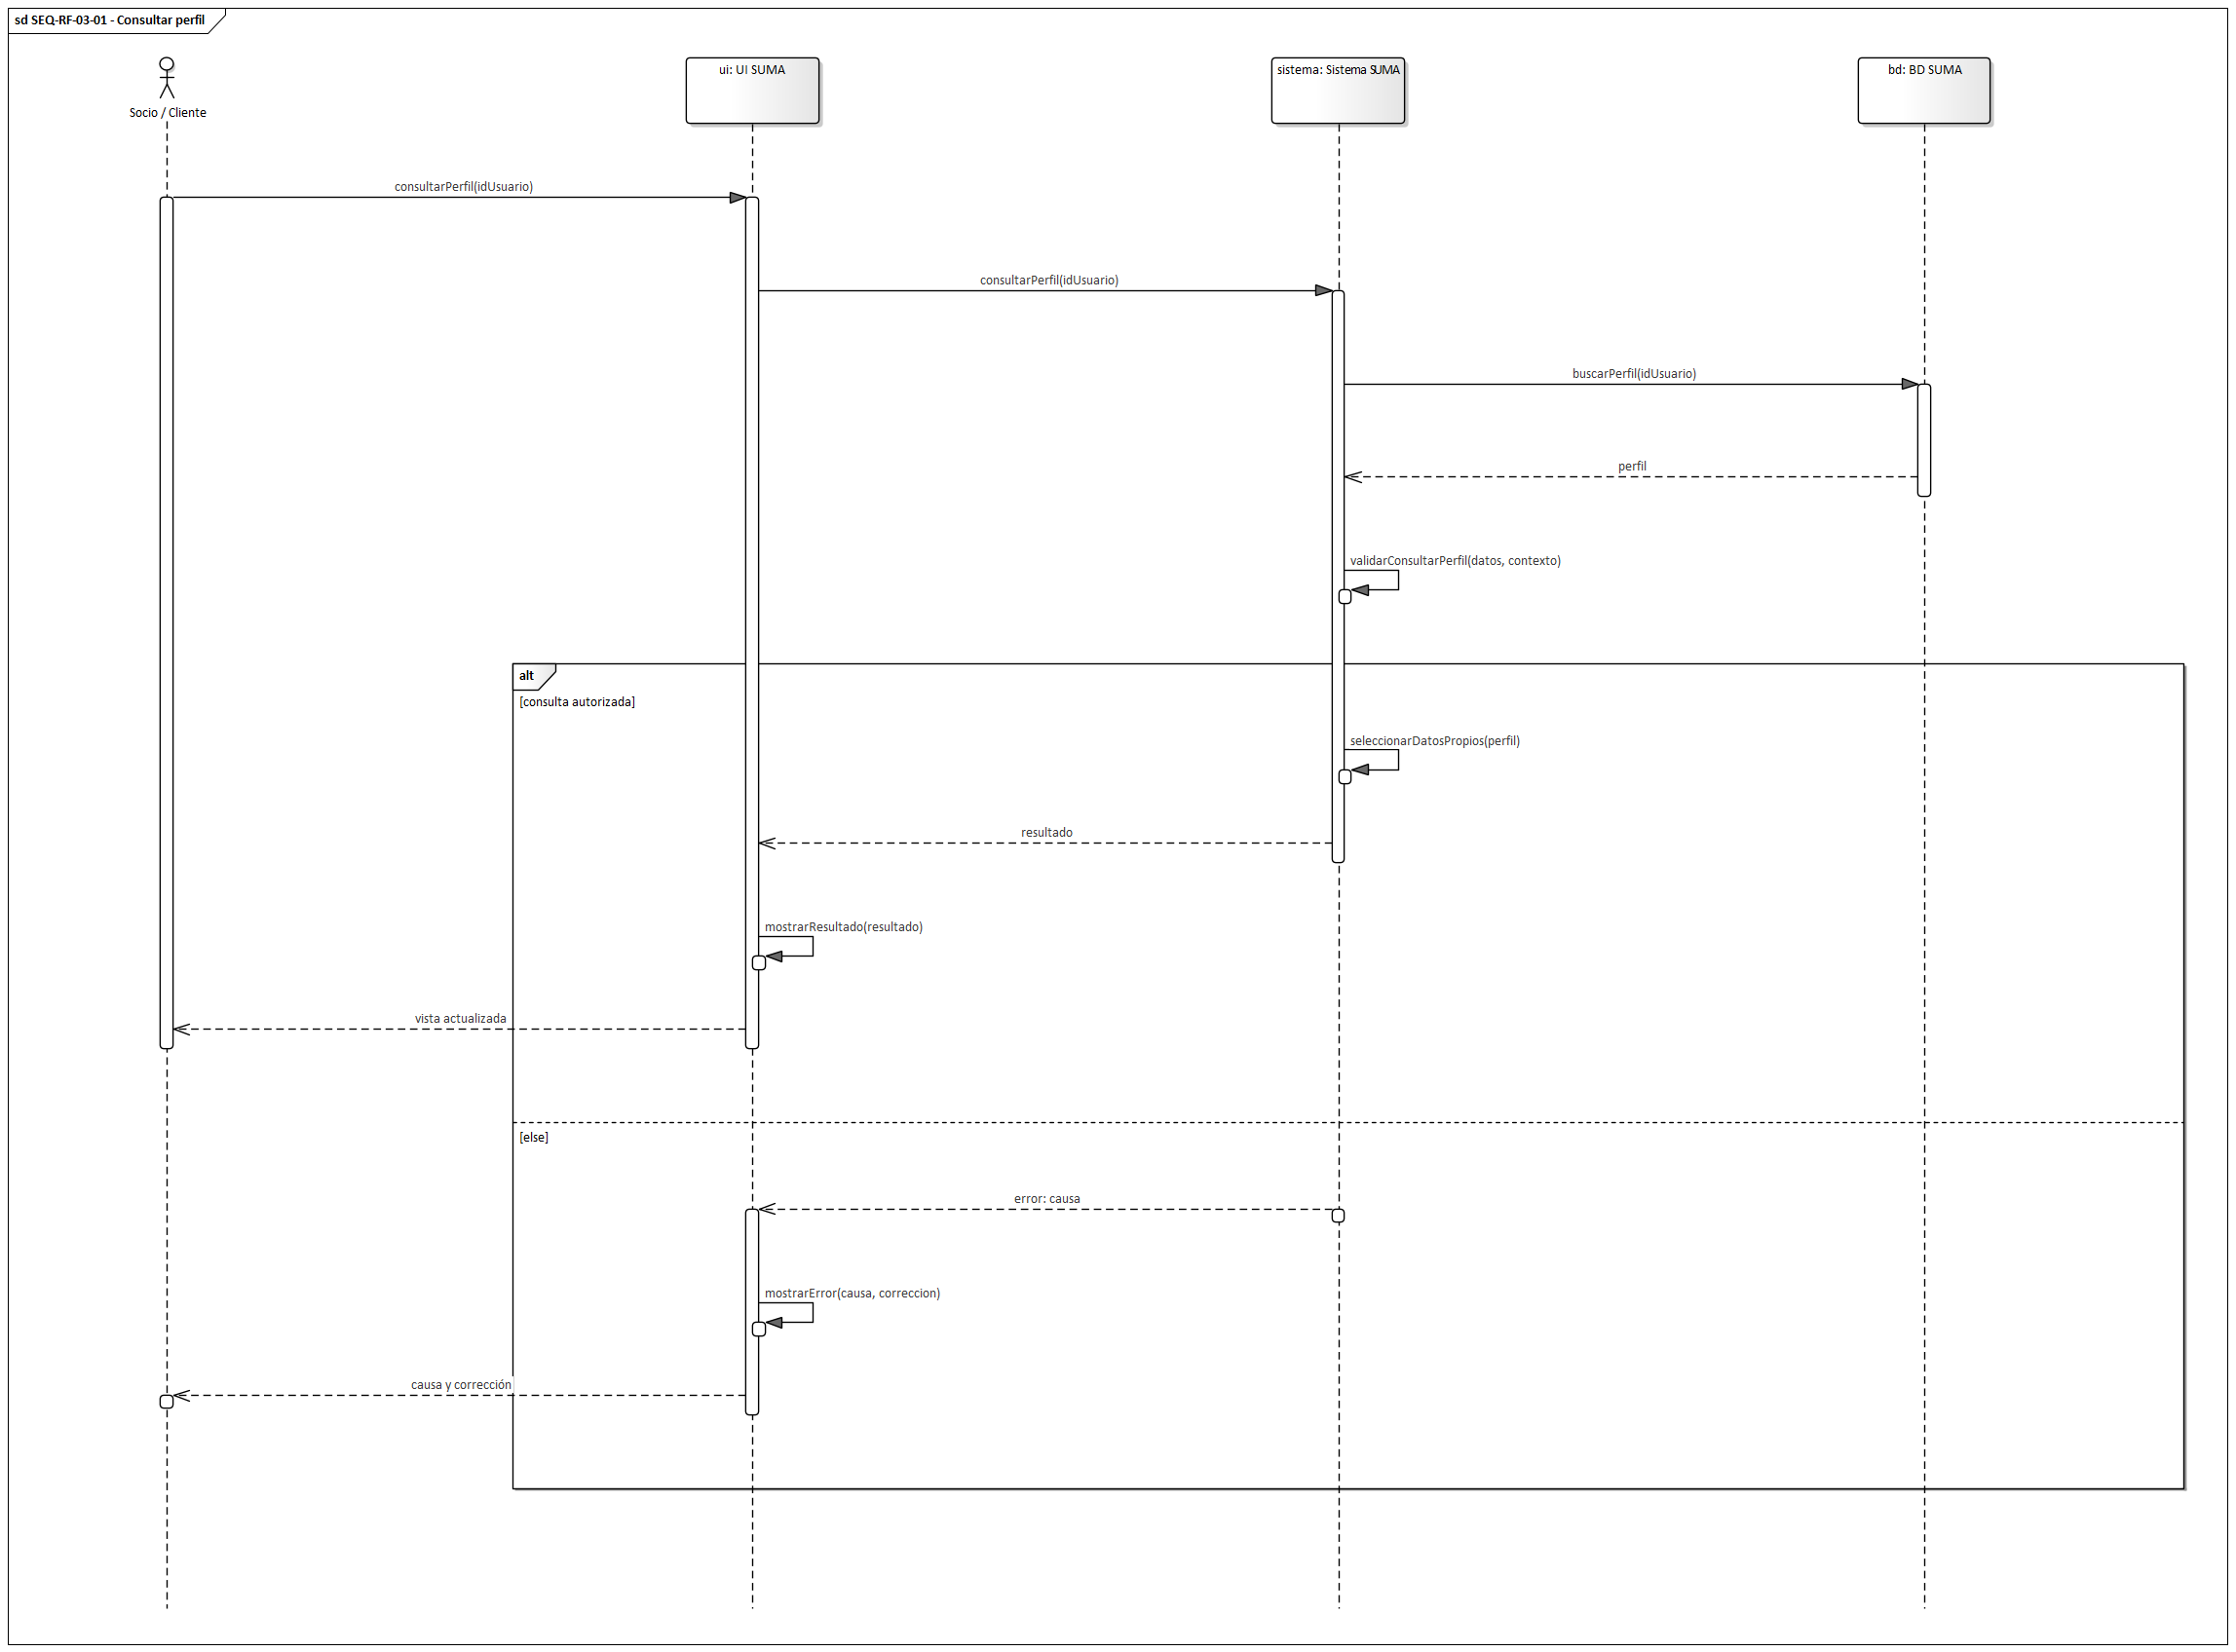 sd SEQ-RF-03-01 - Consultar perfil
Socio / Cliente
ui: UI SUMA
sistema: Sistema SUMA
bd: BD SUMA
consultarPerfil(idUsuario)
consultarPerfil(idUsuario)
buscarPerfil(idUsuario)
perfil
validarConsultarPerfil(datos, contexto)
alt
[consulta autorizada]
seleccionarDatosPropios(perfil)
resultado
mostrarResultado(resultado)
vista actualizada
[else]
error: causa
mostrarError(causa, correccion)
causa y corrección